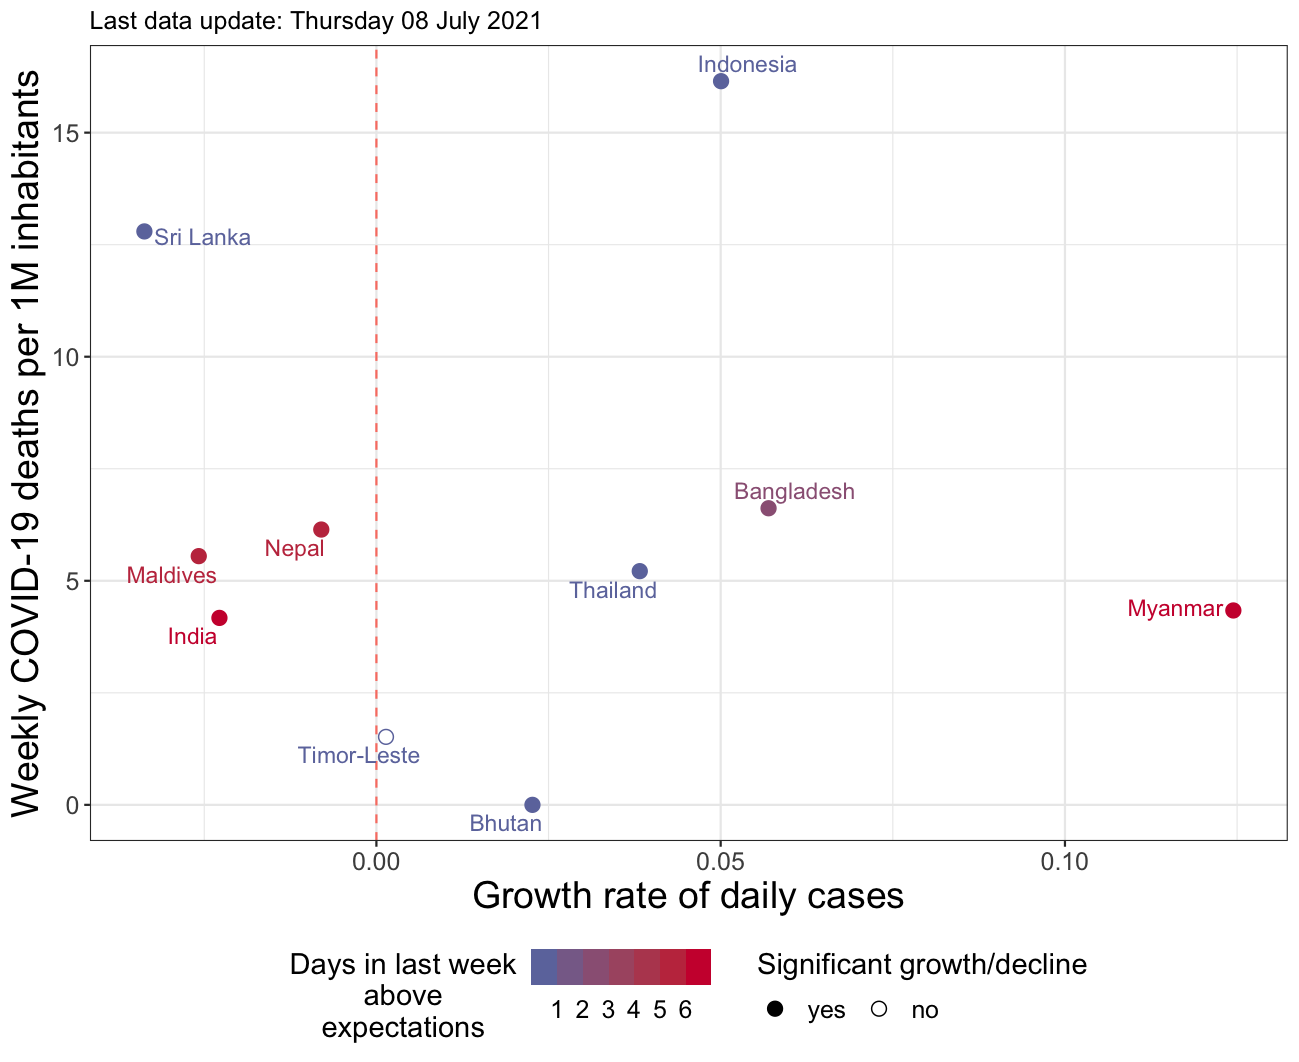 Last data update: Thursday 08 July 2021
Weekly COVID-19 deaths per 1M inhabitants
15
10
5
0
Indonesia
Sri Lanka
Bangladesh
Nepal
Maldives
Thailand
Myanmar
India
Timor-Leste
Bhutan
0.00 0.05 0.10
Growth rate of daily cases
Days in last week
above
expectations
1 2 3 4 5 6
Significant growth/decline
yes no